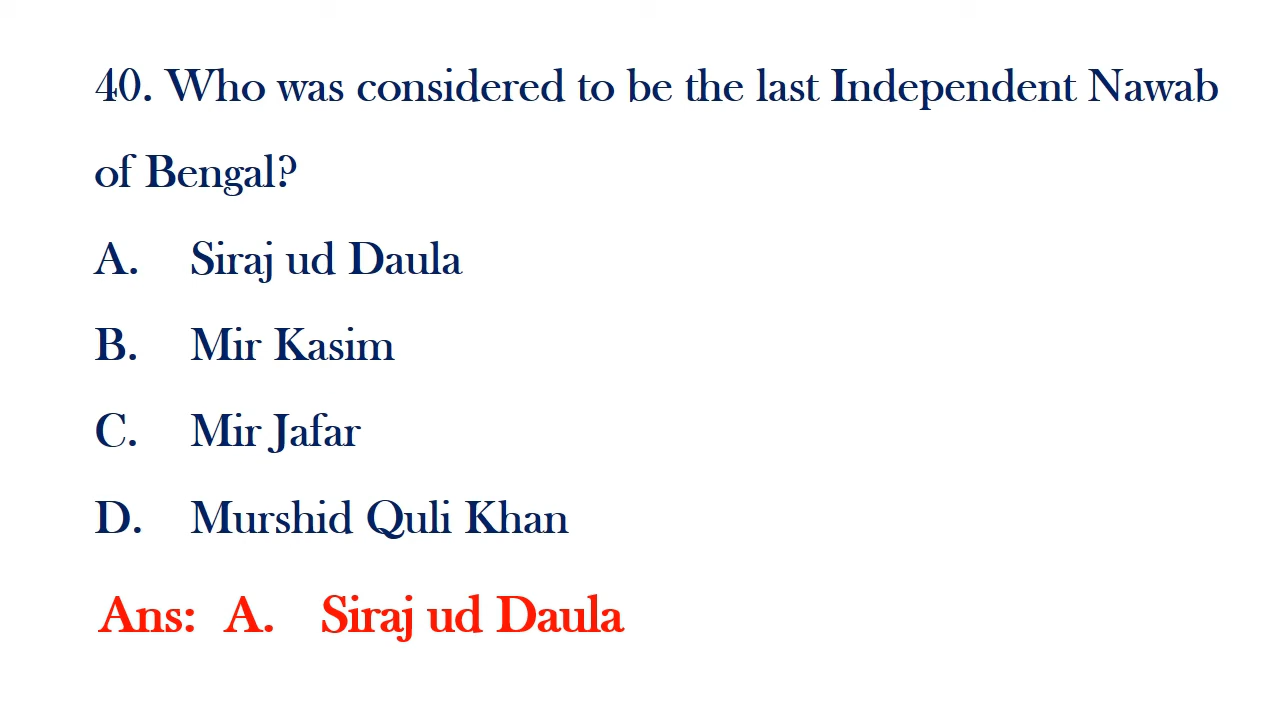 40. Who was considered to be the last Independent Nawab
of Bengal?
A. Siraj ud Daula
B. Mir Kasim
C. Mir Jafar
D. Murshid Quli Khan
Ans: A. Siraj ud Daula